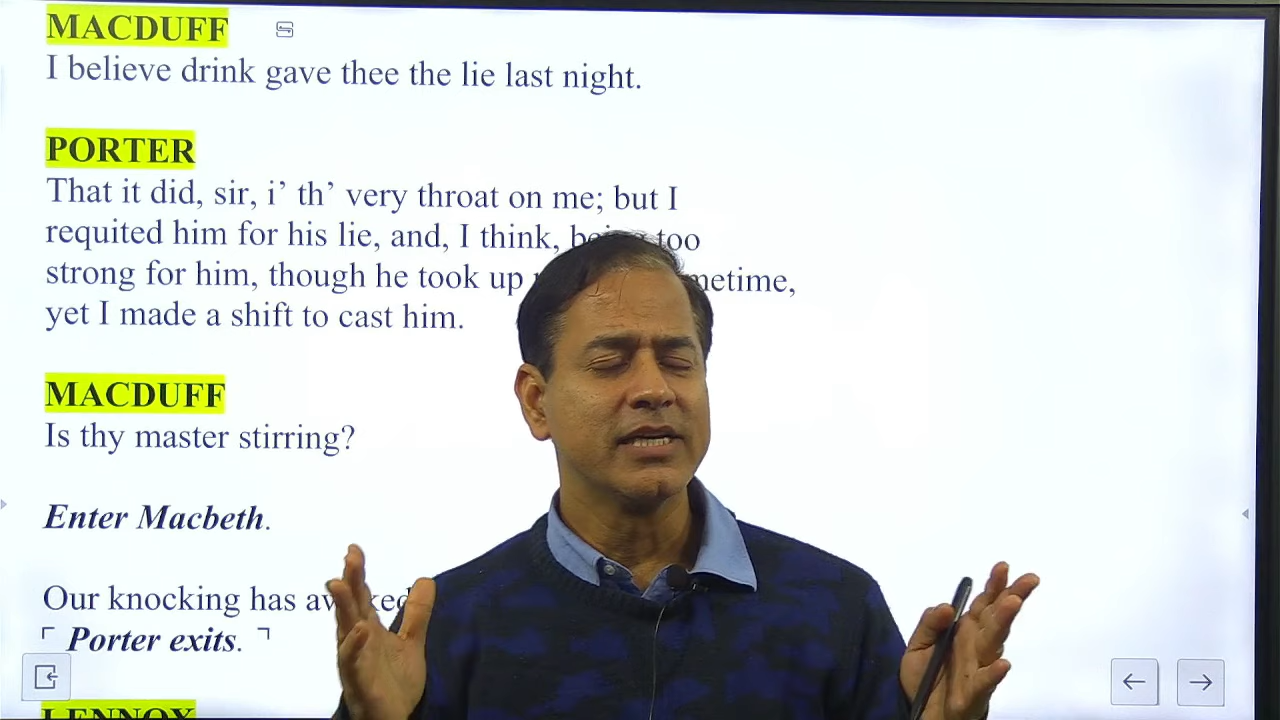 MACDUFF
I believe drink gave thee the lie last night.
PORTER
That it did, sir, i’ th’ very throat on me; but I
requited him for his lie, and, I think, being too
strong for him, though he took up
yet I made a shift to cast him.
MACDUFF
Is thy master stirring?
Enter Macbeth.
Our knocking has
⌜ Porter exits. ⌝
LENNOX